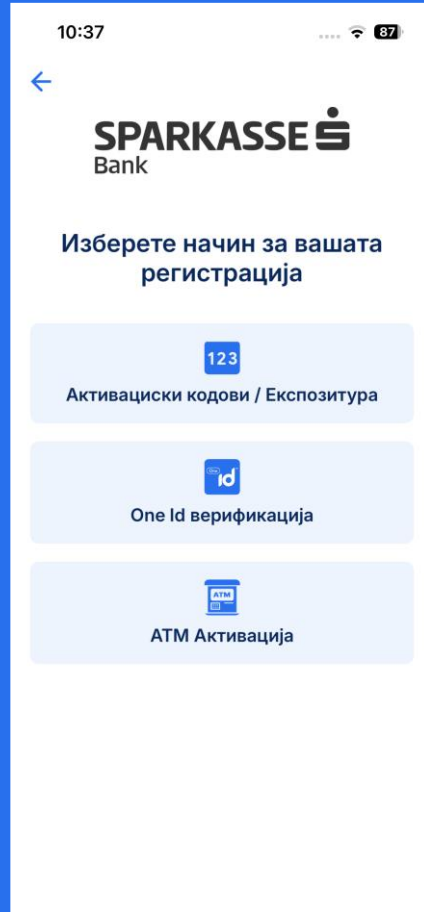 10:37
87
SPARKASSE
Bank
Изберете начин за вашата
регистрација
123
Активациски кодови / Експозитура
One id
One Id верификација
ATM
АТМ Активација